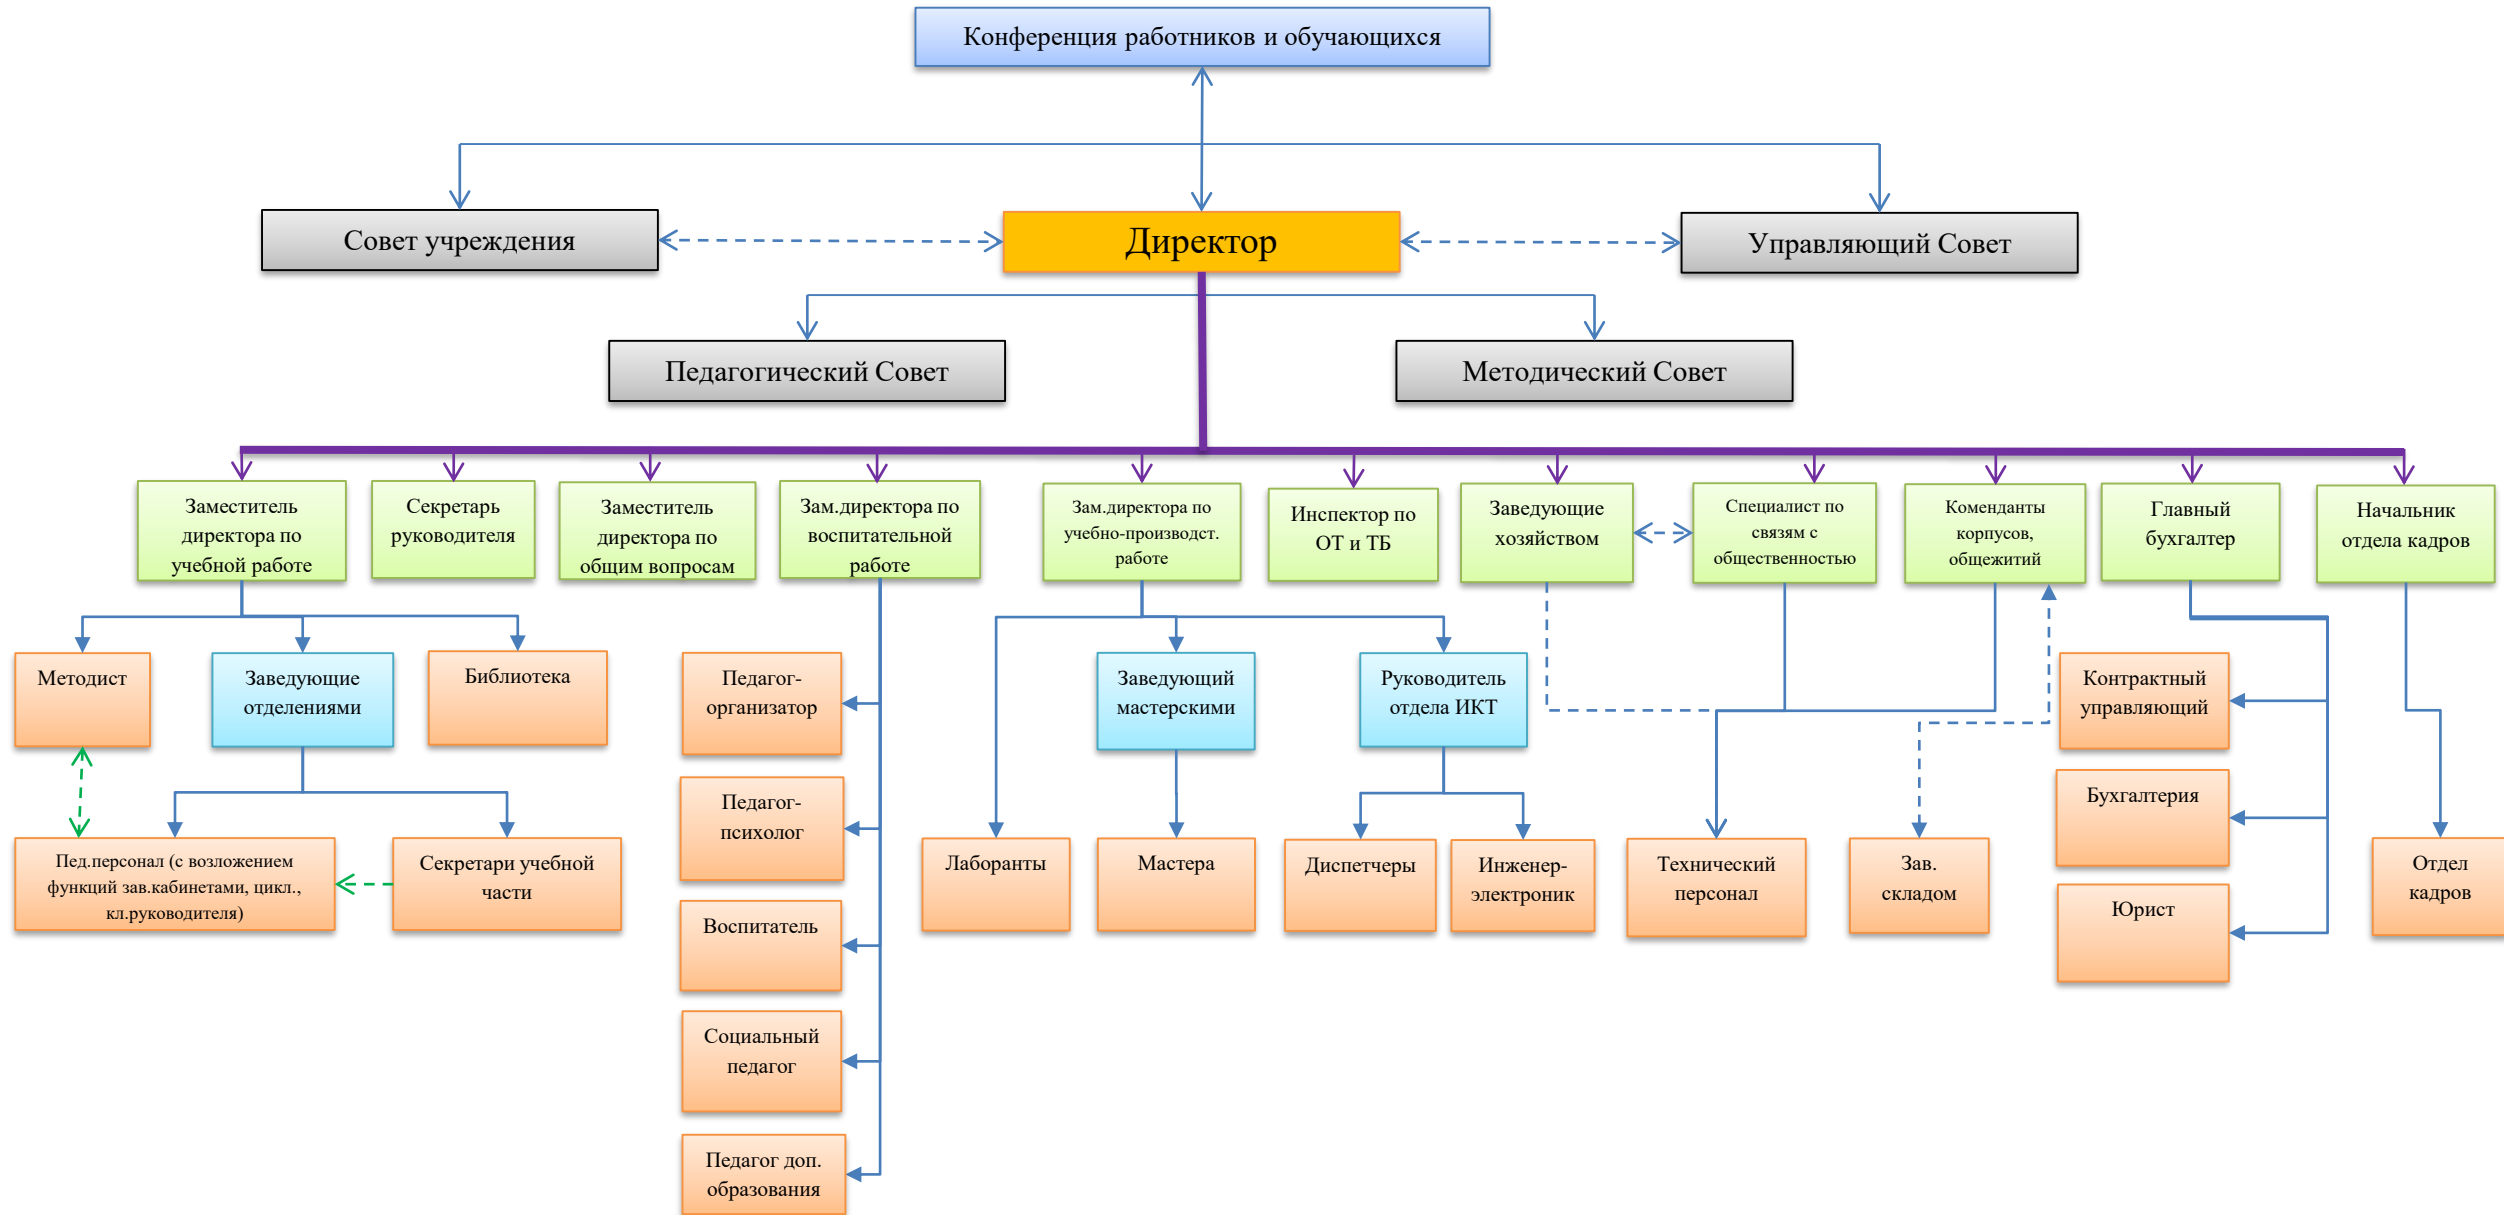 Конференция работников и обучающихся
Совет учреждения
Директор
Управляющий Совет
Педагогический Совет
Методический Совет
Заместитель
директора по
учебной работе
Секретарь
руководителя
Заместитель
директора по
общим вопросам
Зам.директора по
воспитательной
работе
Зам.директора по
учебно-производст.
работе
Инспектор по
ОТ и ТБ
Заведующие
хозяйством
Специалист по
связям с
общественностью
Коменданты
корпусов,
общежитий
Главный
бухгалтер
Начальник
отдела кадров
Методист
Заведующие
отделениями
Библиотека
Педагог-
организатор
Заведующий
мастерскими
Руководитель
отдела ИКТ
Контрактный
управляющий
Педагог-
психолог
Бухгалтерия
Пед.персонал (с возложением
функций зав.кабинетами, цикл.,
кл.руководителя)
Секретари учебной
части
Воспитатель
Лаборанты
Мастера
Диспетчеры
Инженер-
электроник
Технический
персонал
Зав.
складом
Юрист
Отдел
кадров
Социальный
педагог
Педагог доп.
образования